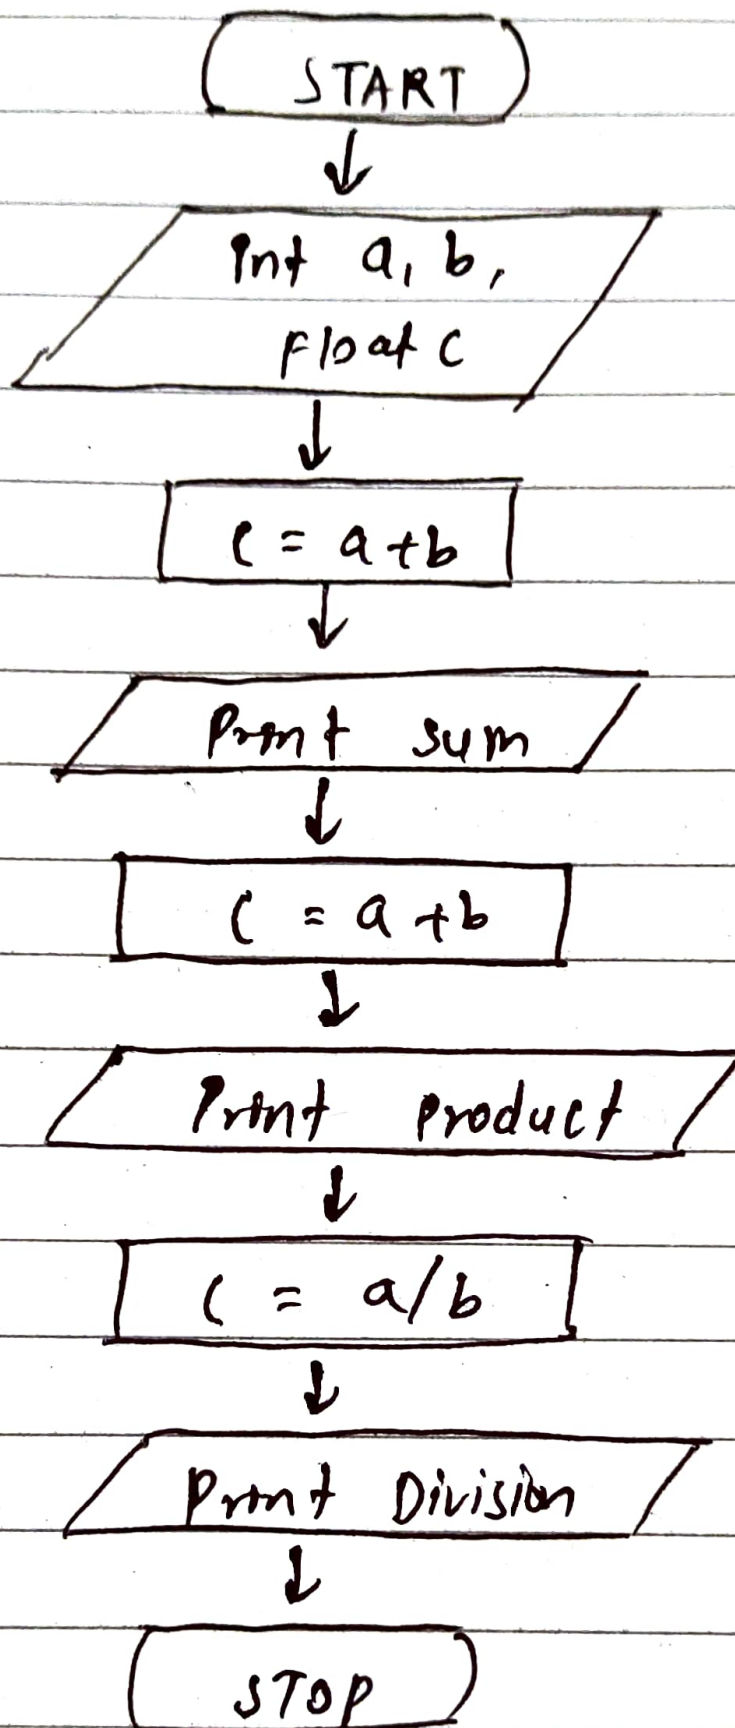 START
int a, b,
Float c
c = a+b
Print sum
c = a +b
Print product
c = a/b
Print Division
STOP